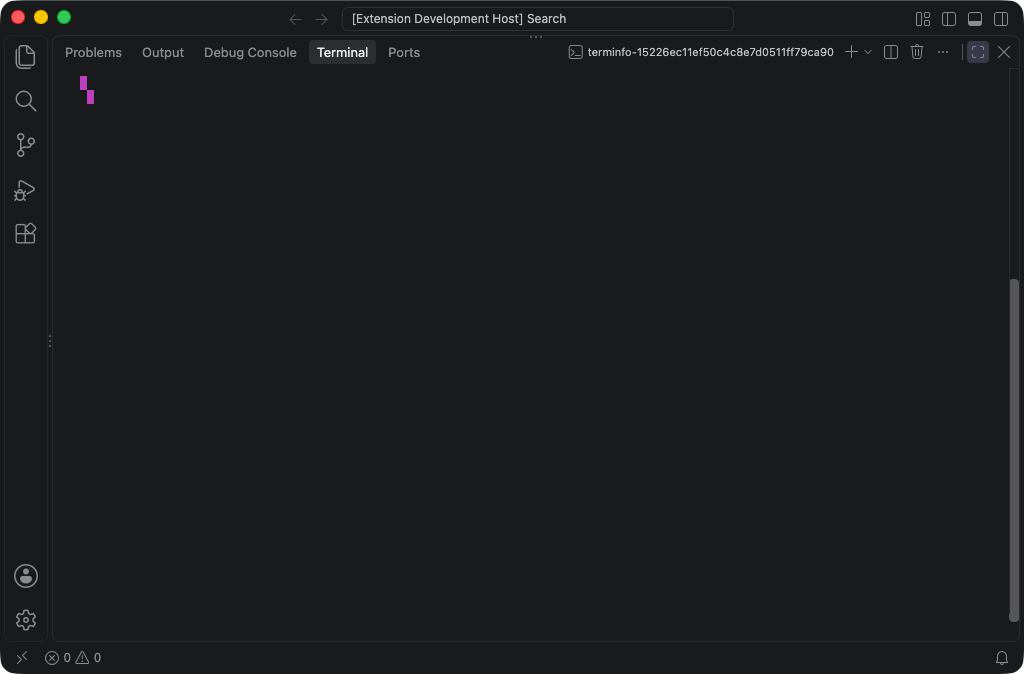 [Extension Development Host] Search
Problems Output Debug Console Terminal Ports terminfo-15226ec11ef50c4c8e7d0511ff79ca90
0 0